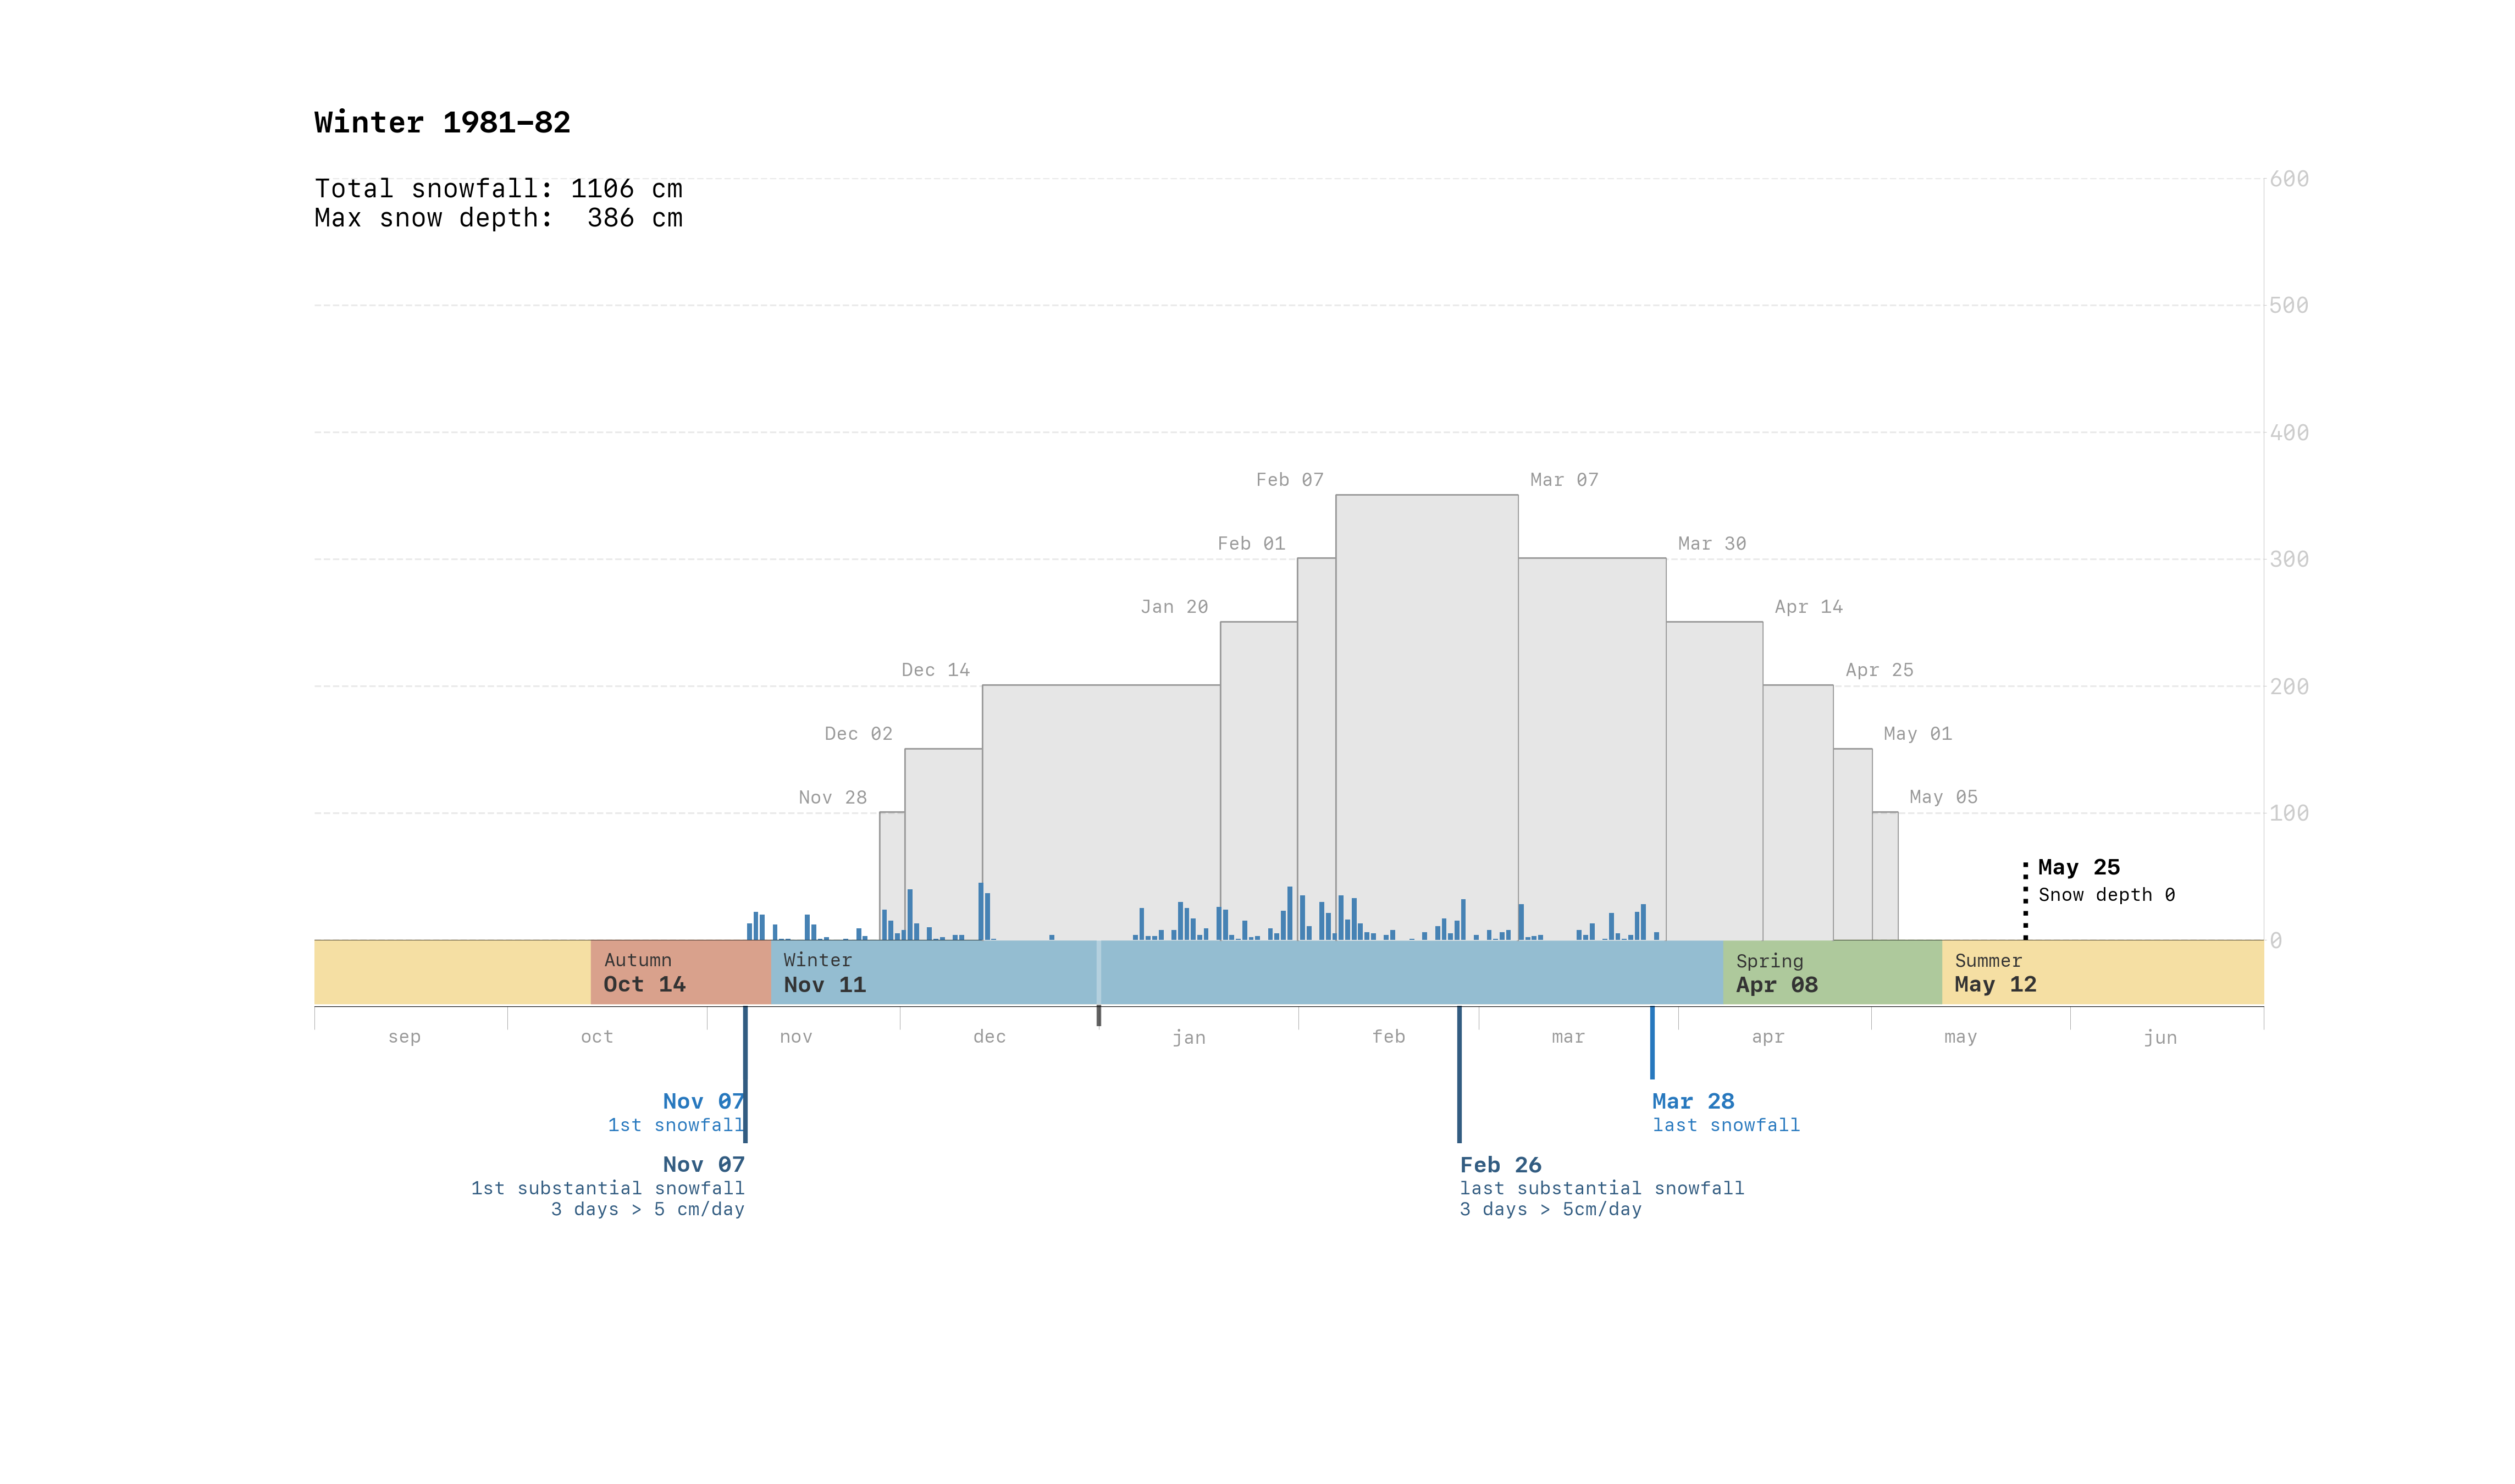 Winter 1981–82
Total snowfall: 1106 cm
Max snow depth: 386 cm
600
500
400
Feb 07
Mar 07
Feb 01
Mar 30
300
Jan 20
Apr 14
Dec 14
Apr 25
200
Dec 02
May 01
Nov 28
May 05
100
May 25
Snow depth 0
0
Autumn
Oct 14
Winter
Nov 11
Spring
Apr 08
Summer
May 12
sep
oct
nov
dec
jan
feb
mar
apr
may
jun
Nov 07
1st snowfall
Mar 28
last snowfall
Nov 07
1st substantial snowfall
3 days > 5 cm/day
Feb 26
last substantial snowfall
3 days > 5cm/day